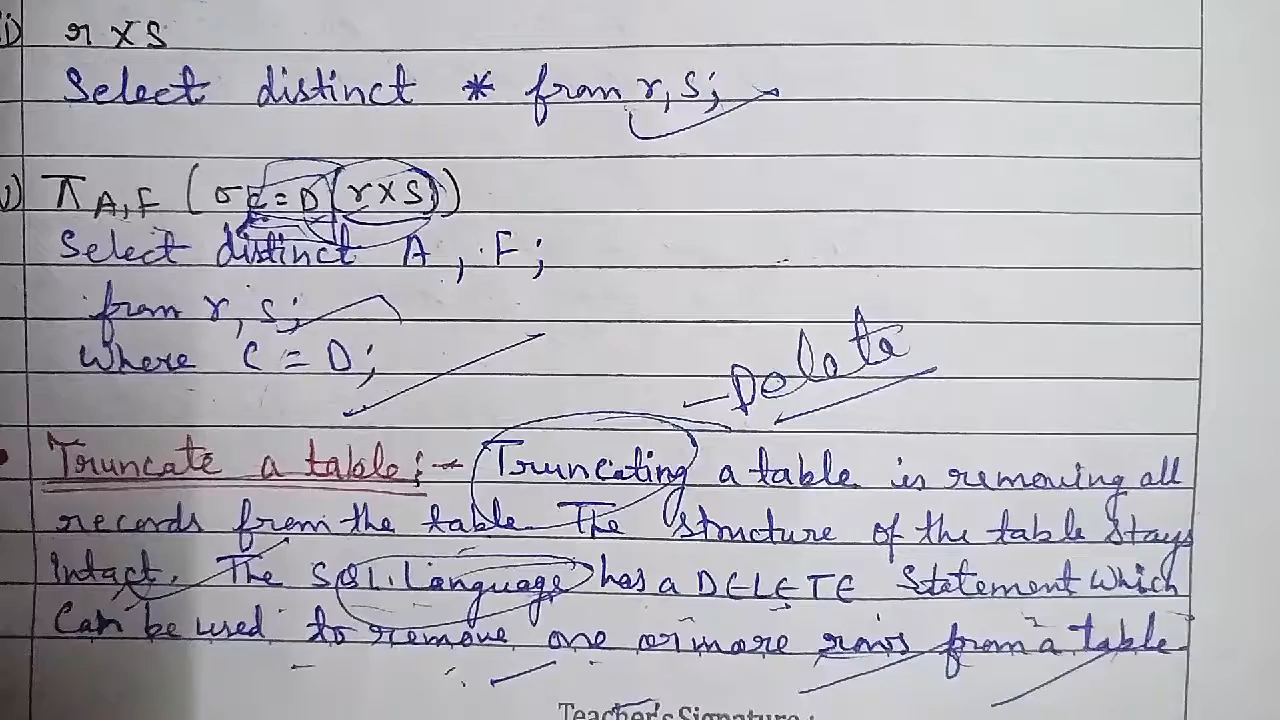 i) r x s
Select distinct * from r, s;
) π A,F (σ C=D (r x s))
Select distinct A, F;
from r, s;
Where C = D;
Delete
Truncate a table :- Truncating a table is removing all
records from the table The structure of the table stays
Intact. The SQL Language has a DELETE Statement which
Can be used to remove one or more rows from a table
Teacher's Signature :